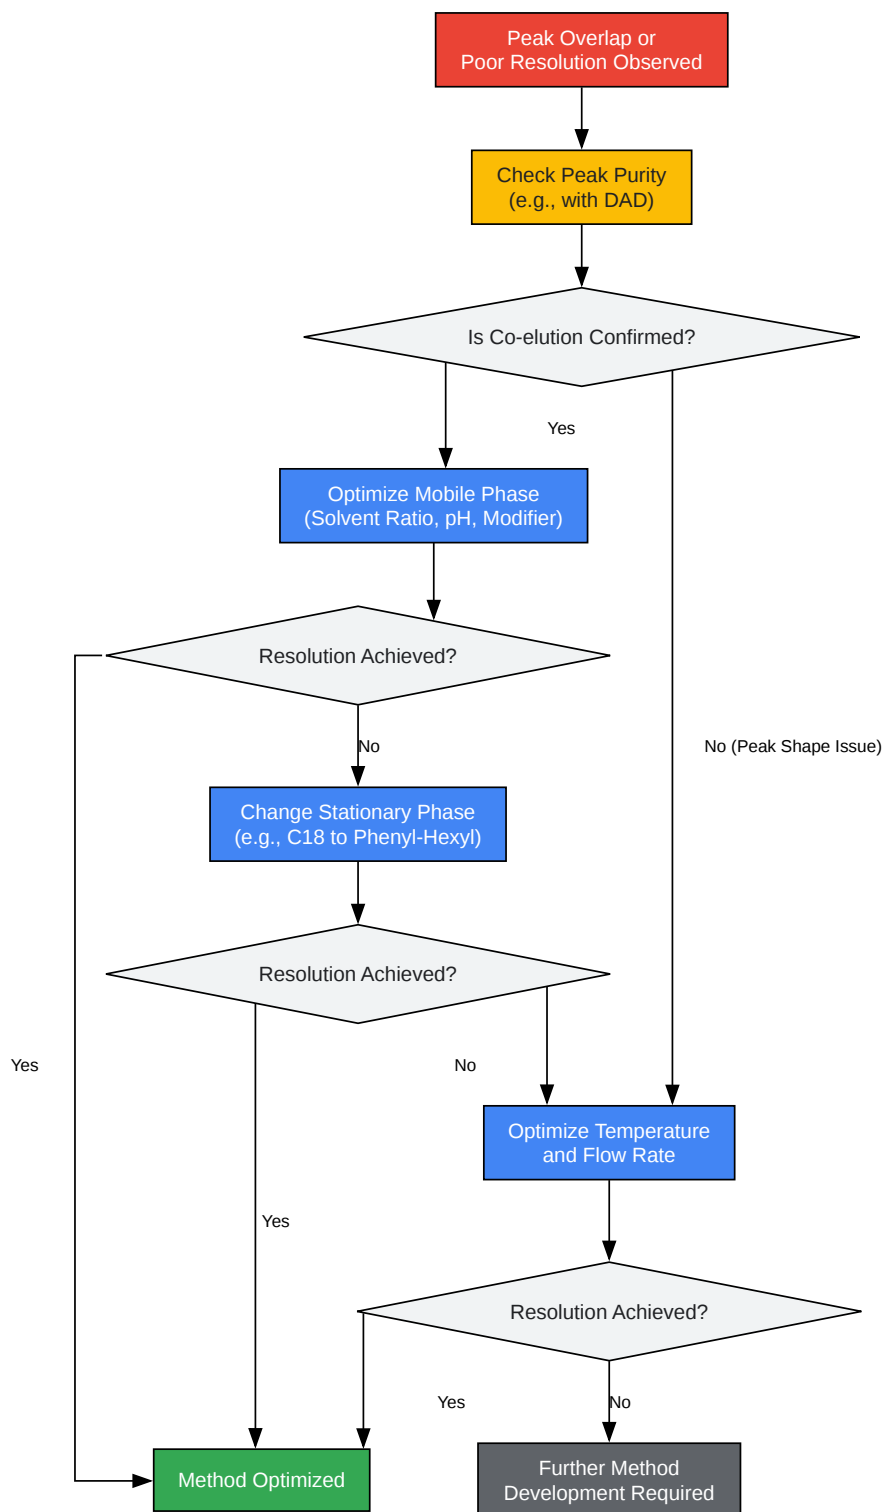 Peak Overlap or
Poor Resolution Observed
Check Peak Purity
(e.g., with DAD)
Is Co-elution Confirmed?
Yes
Optimize Mobile Phase
(Solvent Ratio, pH, Modifier)
Resolution Achieved?
No
No (Peak Shape Issue)
Change Stationary Phase
(e.g., C18 to Phenyl-Hexyl)
Resolution Achieved?
Yes
No
Optimize Temperature
and Flow Rate
Yes
Resolution Achieved?
Yes
No
Method Optimized
Further Method
Development Required